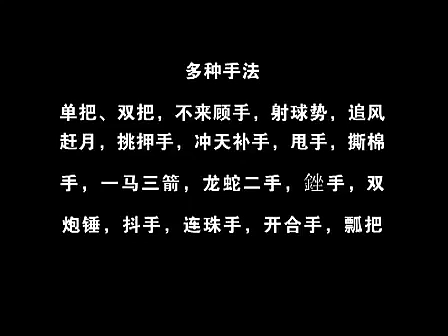 多种手法
单把、双把，不来顾手，射球势，追风
赶月，挑押手，冲天补手，甩手，撕棉
手，一马三箭，龙蛇二手，銼手，双
炮锤，抖手，连珠手，开合手，瓢把